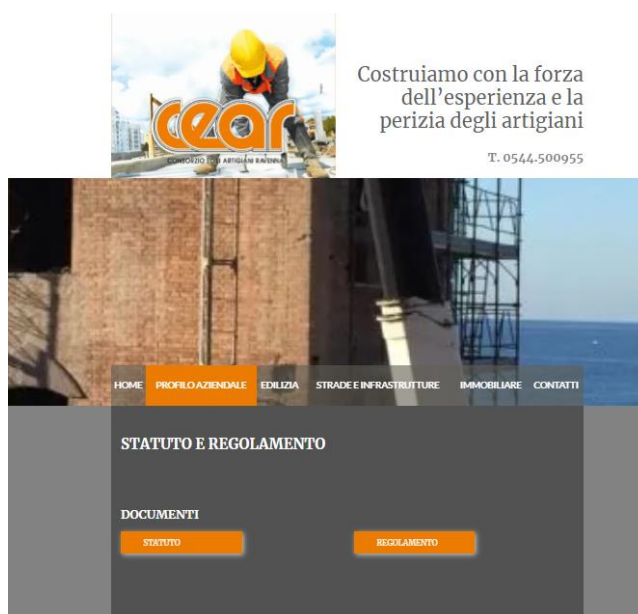 cear
CONSORZIO EDILI ARTIGIANI RAVENNA
Costruiamo con la forza
dell’esperienza e la
perizia degli artigiani
T. 0544.500955
HOME PROFILO AZIENDALE EDILIZIA STRADE E INFRASTRUTTURE IMMOBILIARE CONTATTI
STATUTO E REGOLAMENTO
DOCUMENTI
STATUTO REGOLAMENTO